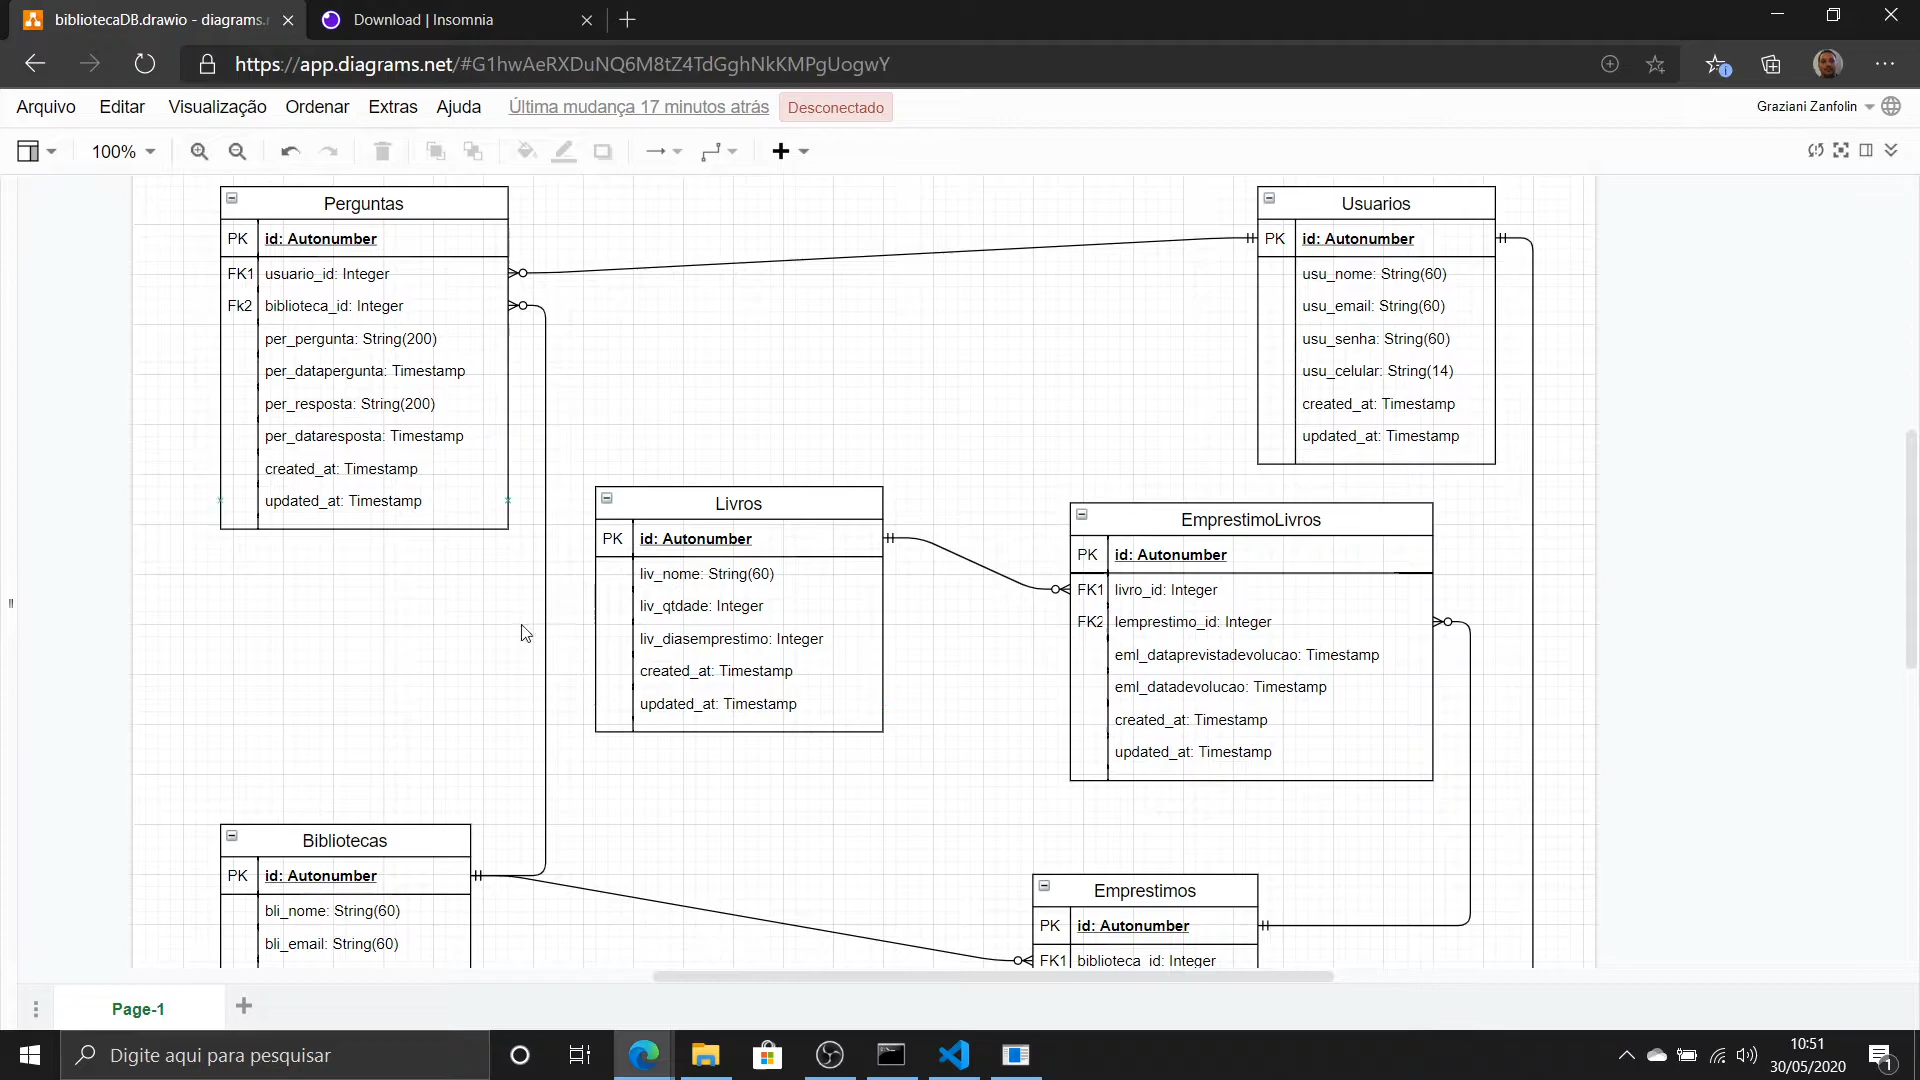 bibliotecaDB.drawio - diagrams.
Download | Insomnia
https://app.diagrams.net/#G1hwAeRXDuNQ6M8tZ4TdGghNkKMPgUogwY
Arquivo Editar Visualização Ordenar Extras Ajuda Última mudança 17 minutos atrás Desconectado Graziani Zanfolin
100%
Perguntas
PK id: Autonumber
FK1 usuario_id: Integer
Fk2 biblioteca_id: Integer
per_pergunta: String(200)
per_datapergunta: Timestamp
per_resposta: String(200)
per_dataresposta: Timestamp
created_at: Timestamp
updated_at: Timestamp
Usuarios
PK id: Autonumber
usu_nome: String(60)
usu_email: String(60)
usu_senha: String(60)
usu_celular: String(14)
created_at: Timestamp
updated_at: Timestamp
Livros
PK id: Autonumber
liv_nome: String(60)
liv_qtdade: Integer
liv_diasemprestimo: Integer
created_at: Timestamp
updated_at: Timestamp
EmprestimoLivros
PK id: Autonumber
FK1 livro_id: Integer
FK2 lemprestimo_id: Integer
eml_dataprevistadevolucao: Timestamp
eml_datadevolucao: Timestamp
created_at: Timestamp
updated_at: Timestamp
Bibliotecas
PK id: Autonumber
bli_nome: String(60)
bli_email: String(60)
Emprestimos
PK id: Autonumber
FK1 biblioteca_id: Integer
Page-1
Digite aqui para pesquisar
10:51
30/05/2020
1